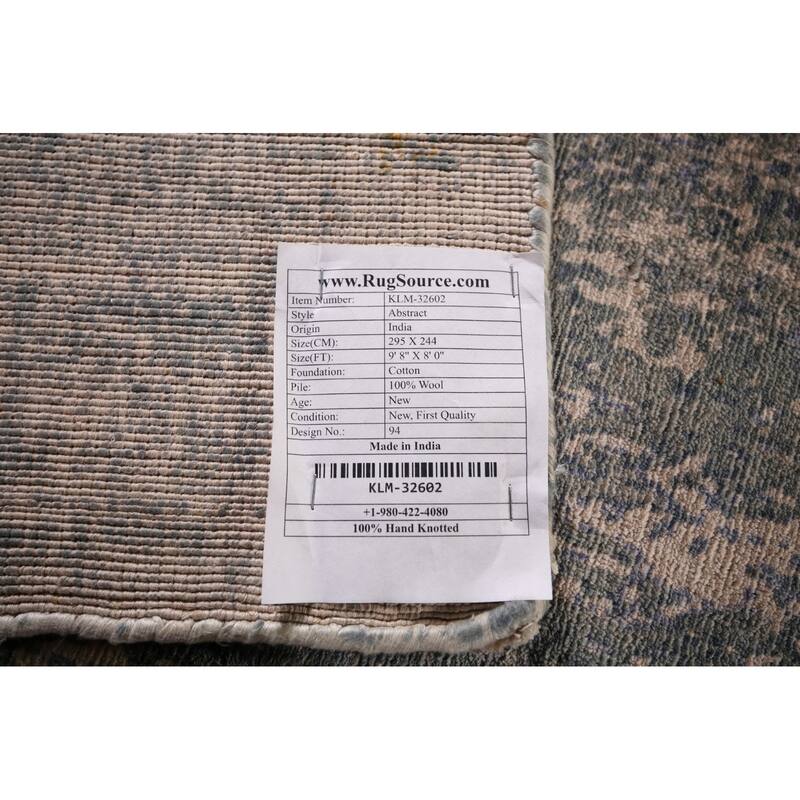 www.RugSource.com
Item Number: KLM-32602
Style Abstract
Origin India
Size(CM): 295 X 244
Size(FT): 9' 8" X 8' 0"
Foundation: Cotton
Pile: 100% Wool
Age: New
Condition: New, First Quality
Design No.: 94
Made in India
KLM-32602
+1-980-422-4080
100% Hand Knotted